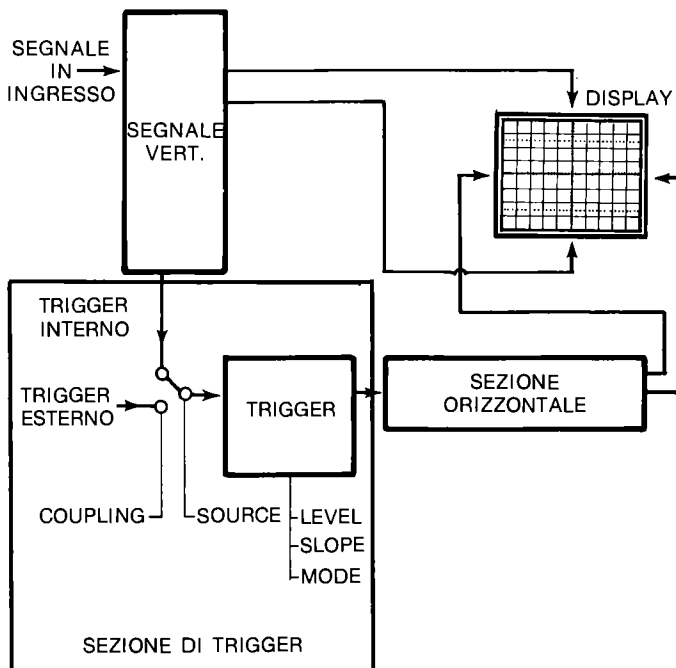 SEGNALE
IN
INGRESSO
SEGNALE
VERT.
DISPLAY
TRIGGER
INTERNO
TRIGGER
ESTERNO
TRIGGER
SEZIONE
ORIZZONTALE
COUPLING
SOURCE
LEVEL
SLOPE
MODE
SEZIONE DI TRIGGER